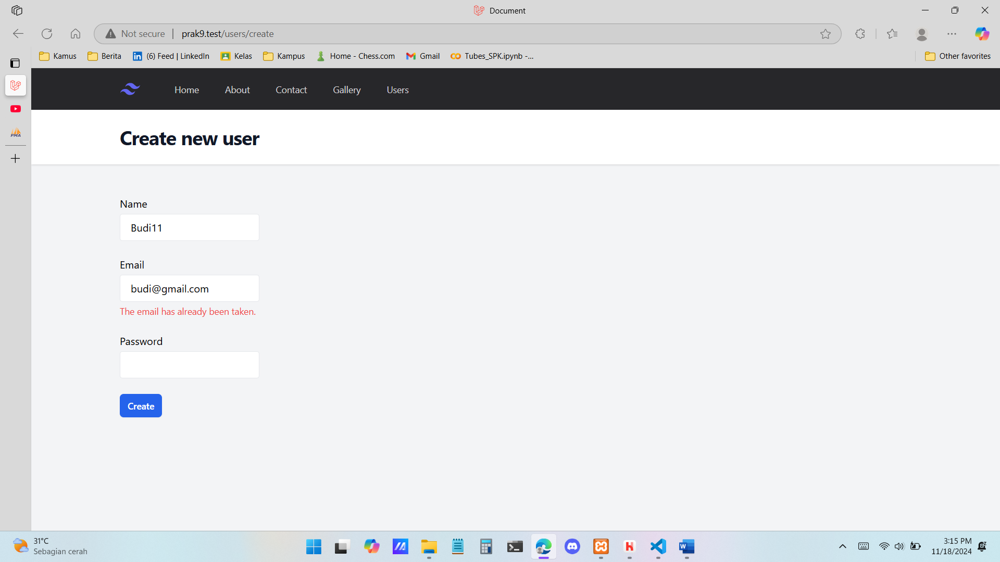 Document
Not secure
prak9.test/users/create
Kamus
Berita
(6) Feed | LinkedIn
Kelas
Kampus
Home - Chess.com
Gmail
Tubes_SPK.ipynb -...
Other favorites
PMA
Home
About
Contact
Gallery
Users
Create new user
Name
Budi11
Email
budi@gmail.com
The email has already been taken.
Password
Create
31°C
Sebagian cerah
3:15 PM
11/18/2024